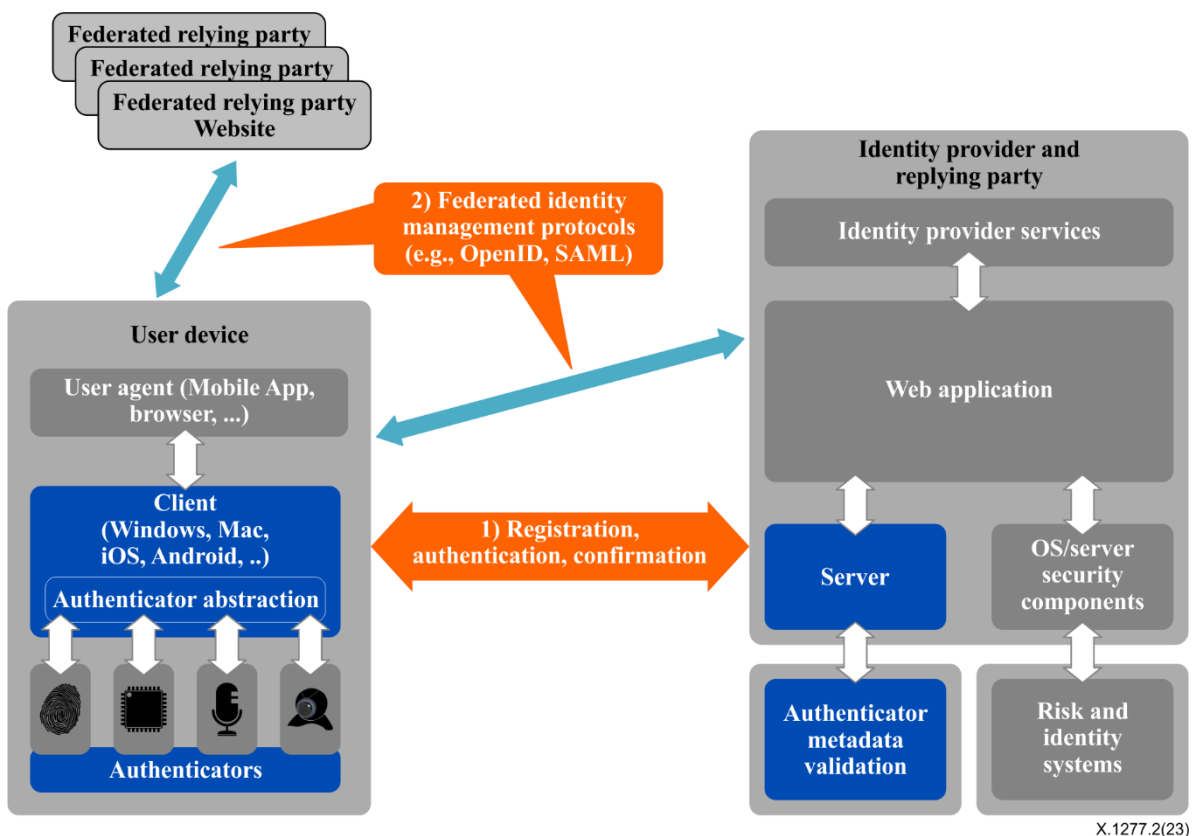 Federated relying party
Federated relying party
Federated relying party
Website
2) Federated identity
management protocols
(e.g., OpenID, SAML)
Identity provider and
replying party
Identity provider services
Web application
User device
User agent (Mobile App,
browser, ...)
Client
(Windows, Mac,
iOS, Android, ..)
Authenticator abstraction
Authenticators
1) Registration,
authentication, confirmation
Server
OS/server
security
components
Authenticator
metadata
validation
Risk and
identity
systems
X.1277.2(23)